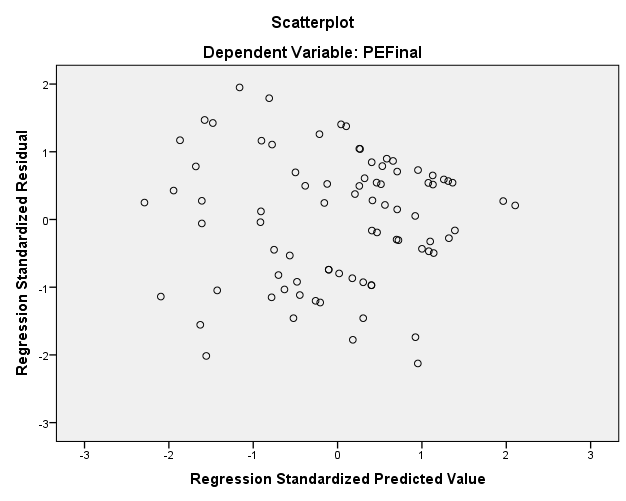 Scatterplot
Dependent Variable: PEFinal
Regression Standardized Residual
2
1
0
-1
-2
-3
-3 -2 -1 0 1 2 3
Regression Standardized Predicted Value